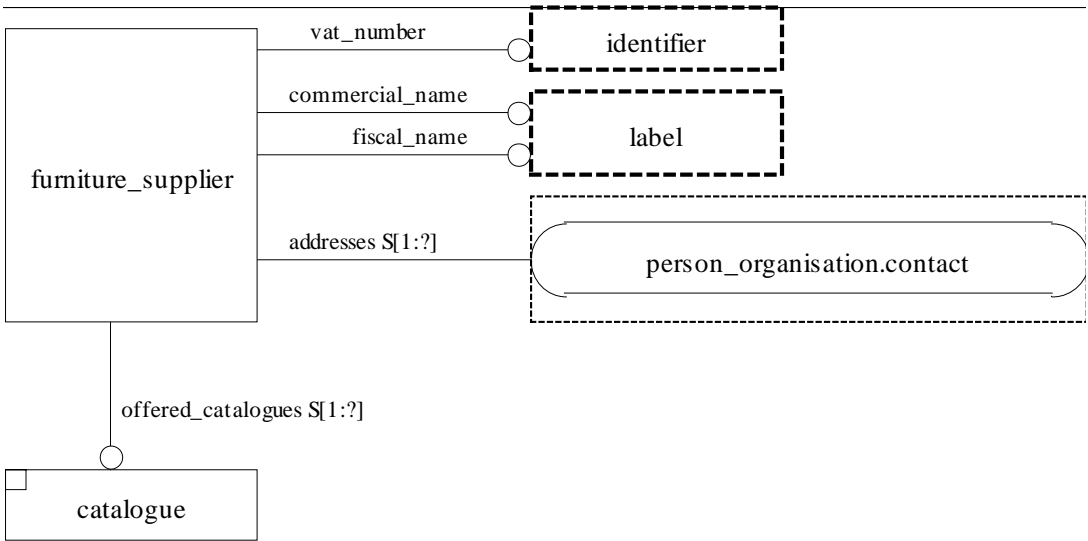 vat_number
identifier
commercial_name
fiscal_name
label
furniture_supplier
addresses S[1:?]
person_organisation.contact
offered_catalogues S[1:?]
catalogue